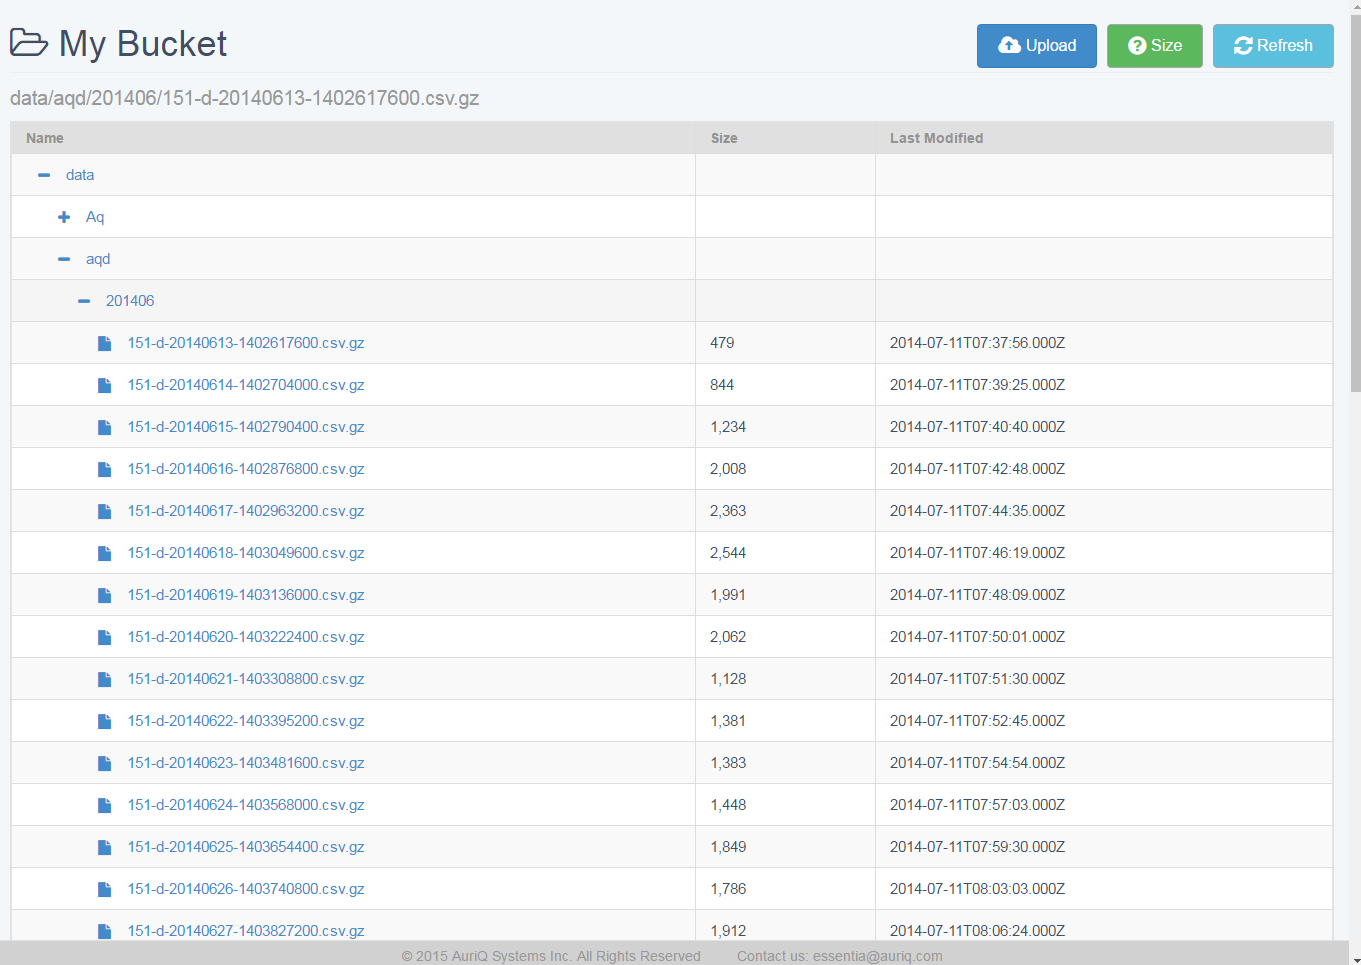 My Bucket
Upload
Size
Refresh
data/aqd/201406/151-d-20140613-1402617600.csv.gz
Name Size Last Modified
data
Aq
aqd
201406
151-d-20140613-1402617600.csv.gz 479 2014-07-11T07:37:56.000Z
151-d-20140614-1402704000.csv.gz 844 2014-07-11T07:39:25.000Z
151-d-20140615-1402790400.csv.gz 1,234 2014-07-11T07:40:40.000Z
151-d-20140616-1402876800.csv.gz 2,008 2014-07-11T07:42:48.000Z
151-d-20140617-1402963200.csv.gz 2,363 2014-07-11T07:44:35.000Z
151-d-20140618-1403049600.csv.gz 2,544 2014-07-11T07:46:19.000Z
151-d-20140619-1403136000.csv.gz 1,991 2014-07-11T07:48:09.000Z
151-d-20140620-1403222400.csv.gz 2,062 2014-07-11T07:50:01.000Z
151-d-20140621-1403308800.csv.gz 1,128 2014-07-11T07:51:30.000Z
151-d-20140622-1403395200.csv.gz 1,381 2014-07-11T07:52:45.000Z
151-d-20140623-1403481600.csv.gz 1,383 2014-07-11T07:54:54.000Z
151-d-20140624-1403568000.csv.gz 1,448 2014-07-11T07:57:03.000Z
151-d-20140625-1403654400.csv.gz 1,849 2014-07-11T07:59:30.000Z
151-d-20140626-1403740800.csv.gz 1,786 2014-07-11T08:03:03.000Z
151-d-20140627-1403827200.csv.gz 1,912 2014-07-11T08:06:24.000Z
© 2015 AuriQ Systems Inc. All Rights Reserved Contact us: essentia@auriq.com